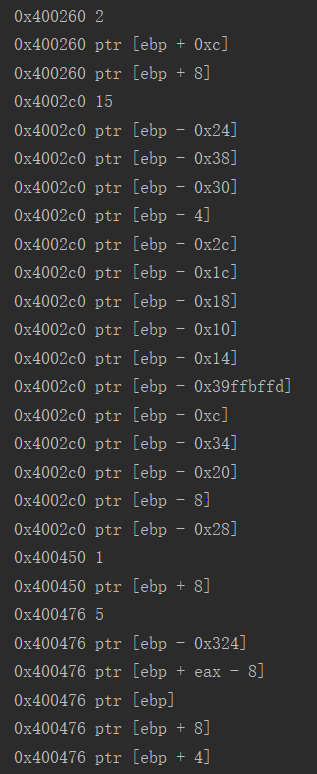 0x400260 2
0x400260 ptr [ebp + 0xc]
0x400260 ptr [ebp + 8]
0x4002c0 15
0x4002c0 ptr [ebp - 0x24]
0x4002c0 ptr [ebp - 0x38]
0x4002c0 ptr [ebp - 0x30]
0x4002c0 ptr [ebp - 4]
0x4002c0 ptr [ebp - 0x2c]
0x4002c0 ptr [ebp - 0x1c]
0x4002c0 ptr [ebp - 0x18]
0x4002c0 ptr [ebp - 0x10]
0x4002c0 ptr [ebp - 0x14]
0x4002c0 ptr [ebp - 0x39ffbffd]
0x4002c0 ptr [ebp - 0xc]
0x4002c0 ptr [ebp - 0x34]
0x4002c0 ptr [ebp - 0x20]
0x4002c0 ptr [ebp - 8]
0x4002c0 ptr [ebp - 0x28]
0x400450 1
0x400450 ptr [ebp + 8]
0x400476 5
0x400476 ptr [ebp - 0x324]
0x400476 ptr [ebp + eax - 8]
0x400476 ptr [ebp]
0x400476 ptr [ebp + 8]
0x400476 ptr [ebp + 4]